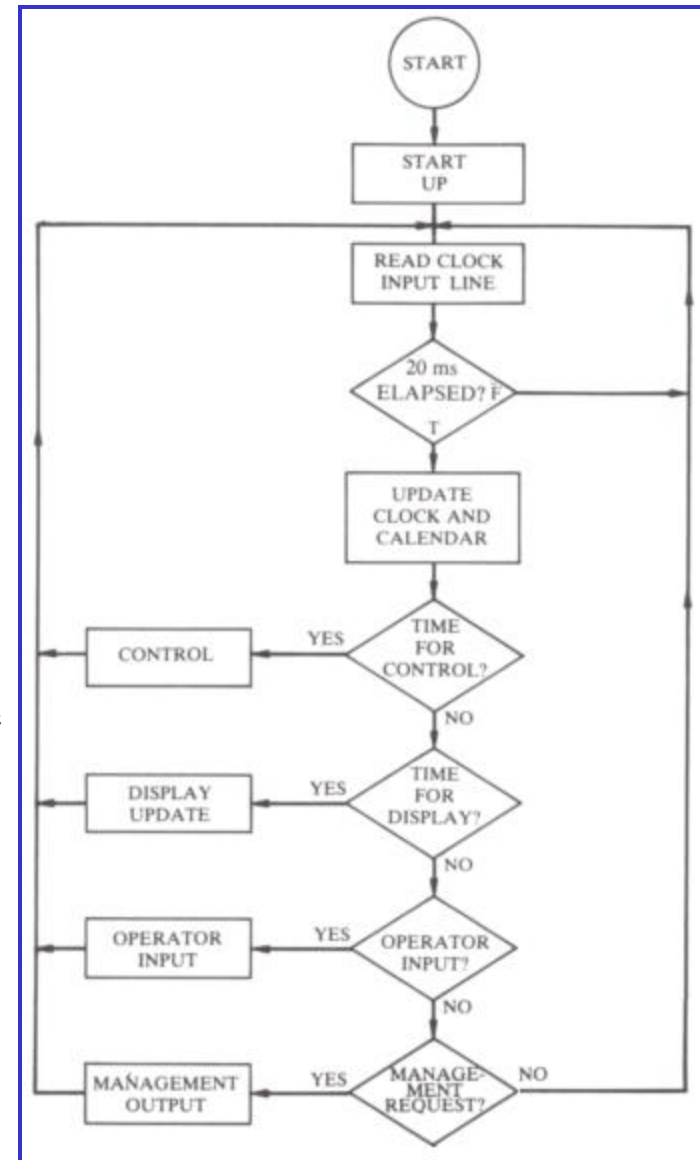 START
START
UP
READ CLOCK
INPUT LINE
20 ms
ELAPSED? F
T
UPDATE
CLOCK AND
CALENDAR
TIME
FOR
CONTROL?
YES
CONTROL
NO
TIME
FOR
DISPLAY?
YES
DISPLAY
UPDATE
NO
OPERATOR
INPUT?
YES
OPERATOR
INPUT
NO
MANAGE-
MENT
REQUEST?
YES
NO
MANAGEMENT
OUTPUT